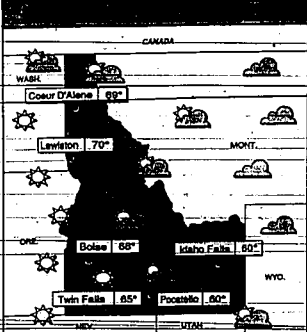 CANADA
WASH.
Coeur D'Alene 69°
Lewiston 70°
MONT.
ORE.
Boise 68°
Idaho Falls 60°
WYO.
Twin Falls 65°
Pocatello 60°
NEV.
UTAH